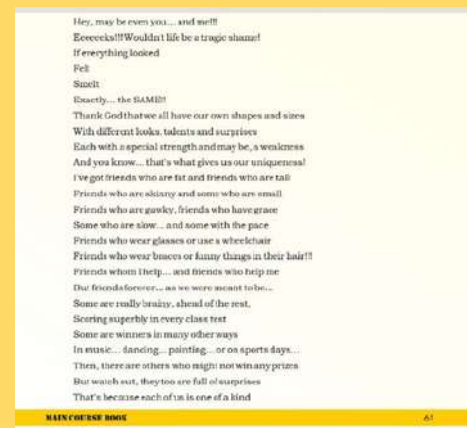 Hey, may be even you... and me!!!
Eeeeeks!!! Wouldn't life be a tragic shame!
If everything looked
Felt
Smelt
Exactly... the SAME!!!
Thank God that we all have our own shapes and sizes
With different looks, talents and surprises
Each with a special strength and may be, a weakness
And you know... that's what gives us our uniqueness!
I've got friends who are fat and friends who are tall
Friends who are skinny and some who are small
Friends who are gawky, friends who have grace
Some who are slow... and some with the pace
Friends who wear glasses or use a wheelchair
Friends who wear braces or funny things in their hair!!!
Friends whom I help... and friends who help me
But friends forever... as we were meant to be...
Some are really brainy, ahead of the rest,
Scoring superbly in every class test
Some are winners in many other ways
In music... dancing... painting... or on sports days...
Then, there are others who might not win any prizes
But watch out, they too are full of surprises
That's because each of us is one of a kind
MAIN COURSE BOOK 61